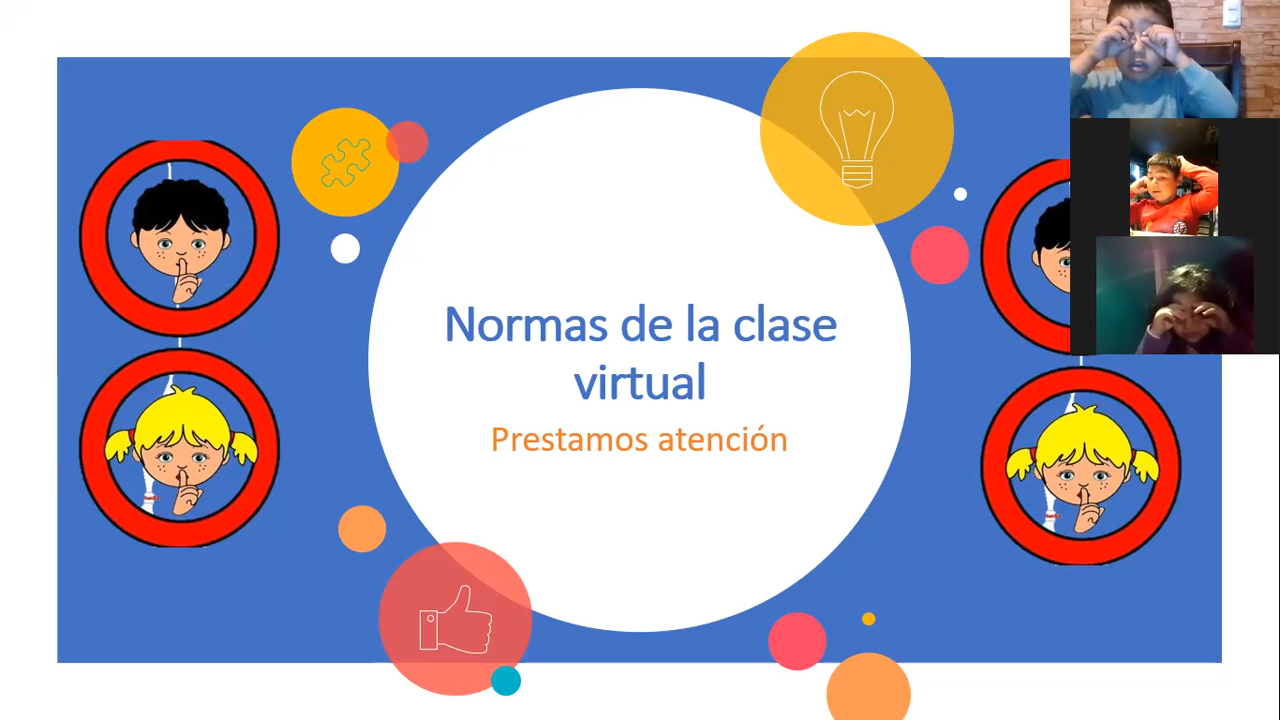 Normas de la clase
virtual
Prestamos atención